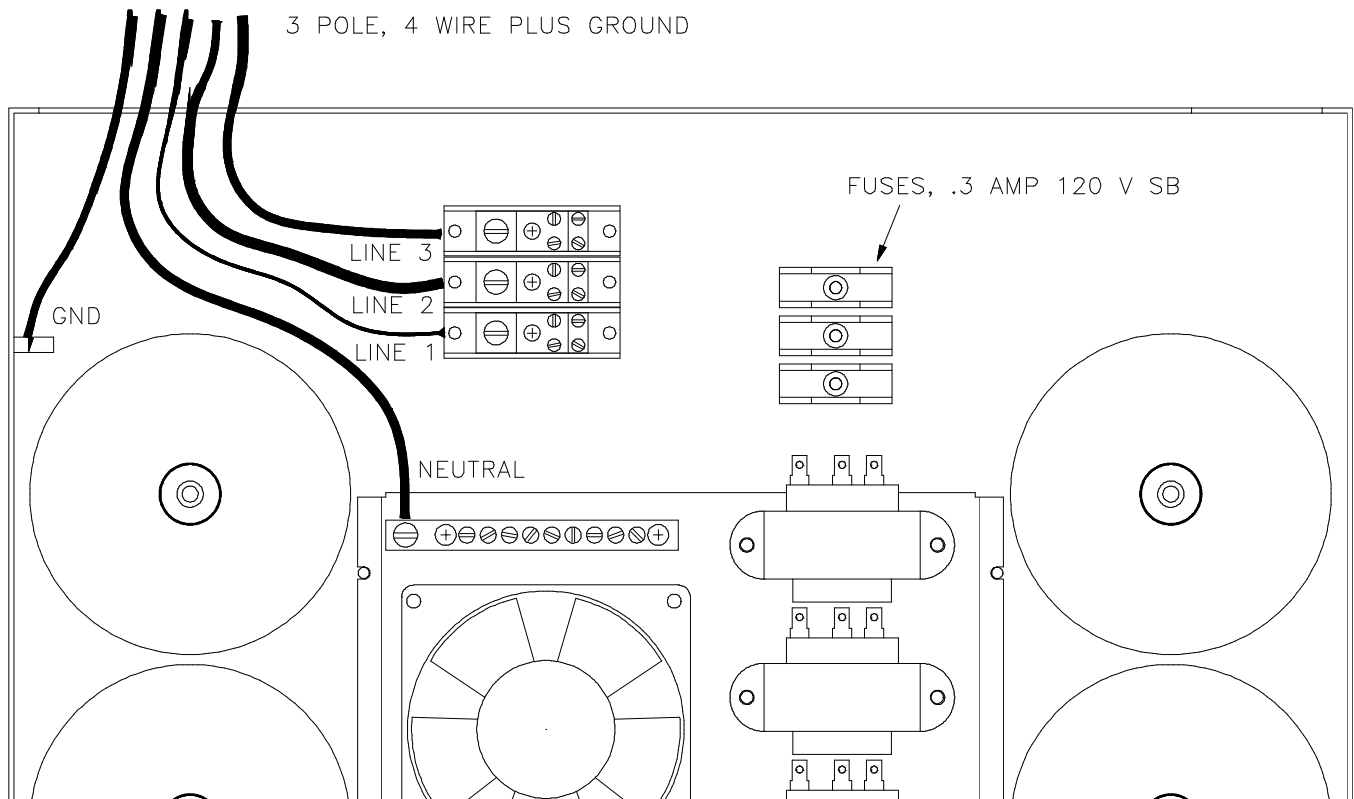 3 POLE, 4 WIRE PLUS GROUND
FUSES, .3 AMP 120 V SB
LINE 3
LINE 2
GND
LINE 1
NEUTRAL